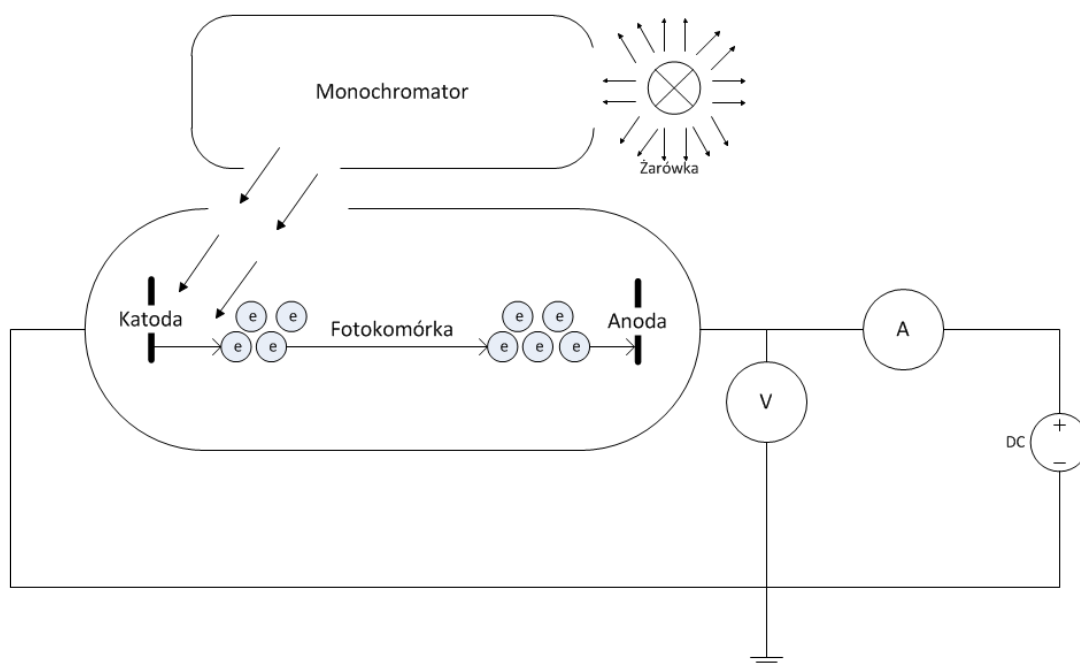 Monochromator
Żarówka
Katoda
Fotokomórka
Anoda
e e e e
e e e e e
A
V
DC
+
−